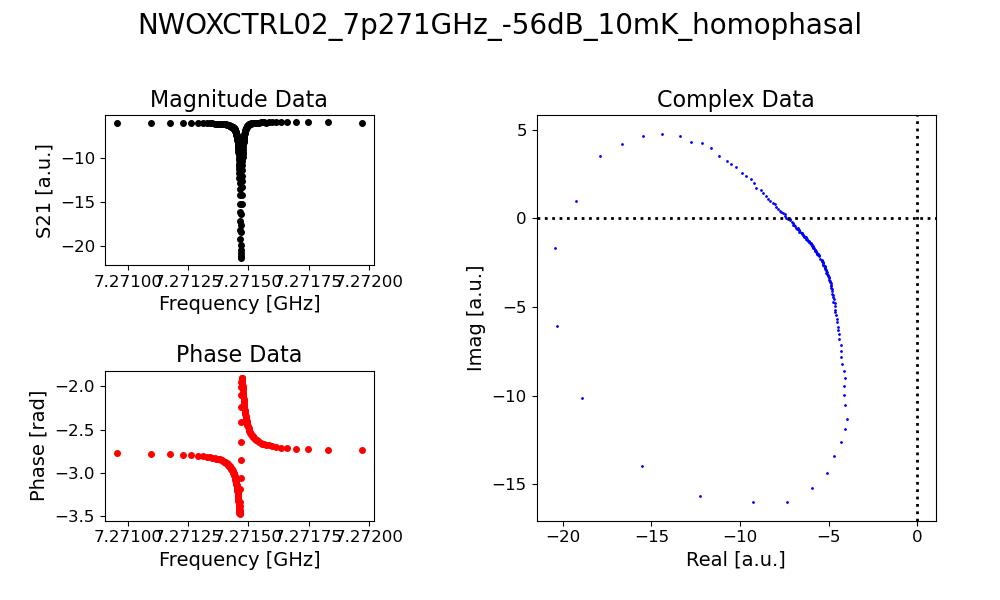 NWOXCTRL02_7p271GHz_-56dB_10mK_homophasal
Magnitude Data
S21 [a.u.]
−10
−15
−20
7.27100 7.27125 7.27150 7.27175 7.27200
Frequency [GHz]
Phase Data
Phase [rad]
−2.0
−2.5
−3.0
−3.5
7.27100 7.27125 7.27150 7.27175 7.27200
Frequency [GHz]
Complex Data
Imag [a.u.]
5
0
−5
−10
−15
−20 −15 −10 −5 0
Real [a.u.]